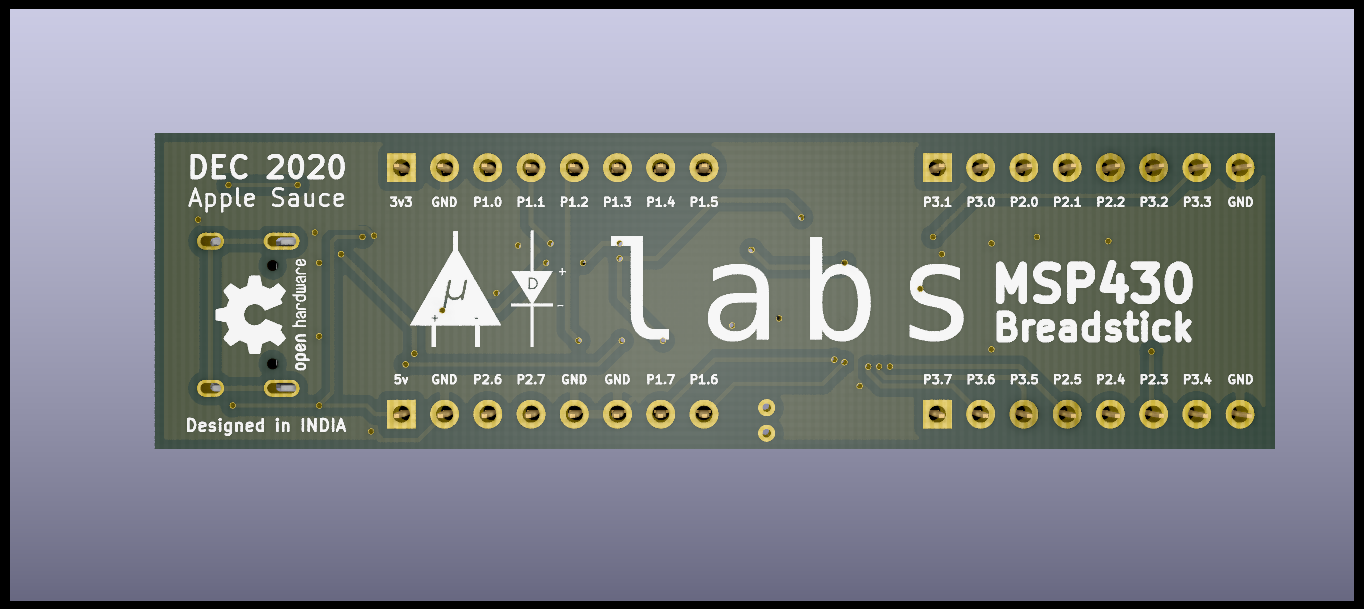 DEC 2020
Apple Sauce
3v3 GND P1.0 P1.1 P1.2 P1.3 P1.4 P1.5
P3.1 P3.0 P2.0 P2.1 P2.2 P3.2 P3.3 GND
open hardware
μ
+ -
D
+
-
labs
MSP430
Breadstick
5v GND P2.6 P2.7 GND GND P1.7 P1.6
P3.7 P3.6 P3.5 P2.5 P2.4 P2.3 P3.4 GND
Designed in INDIA